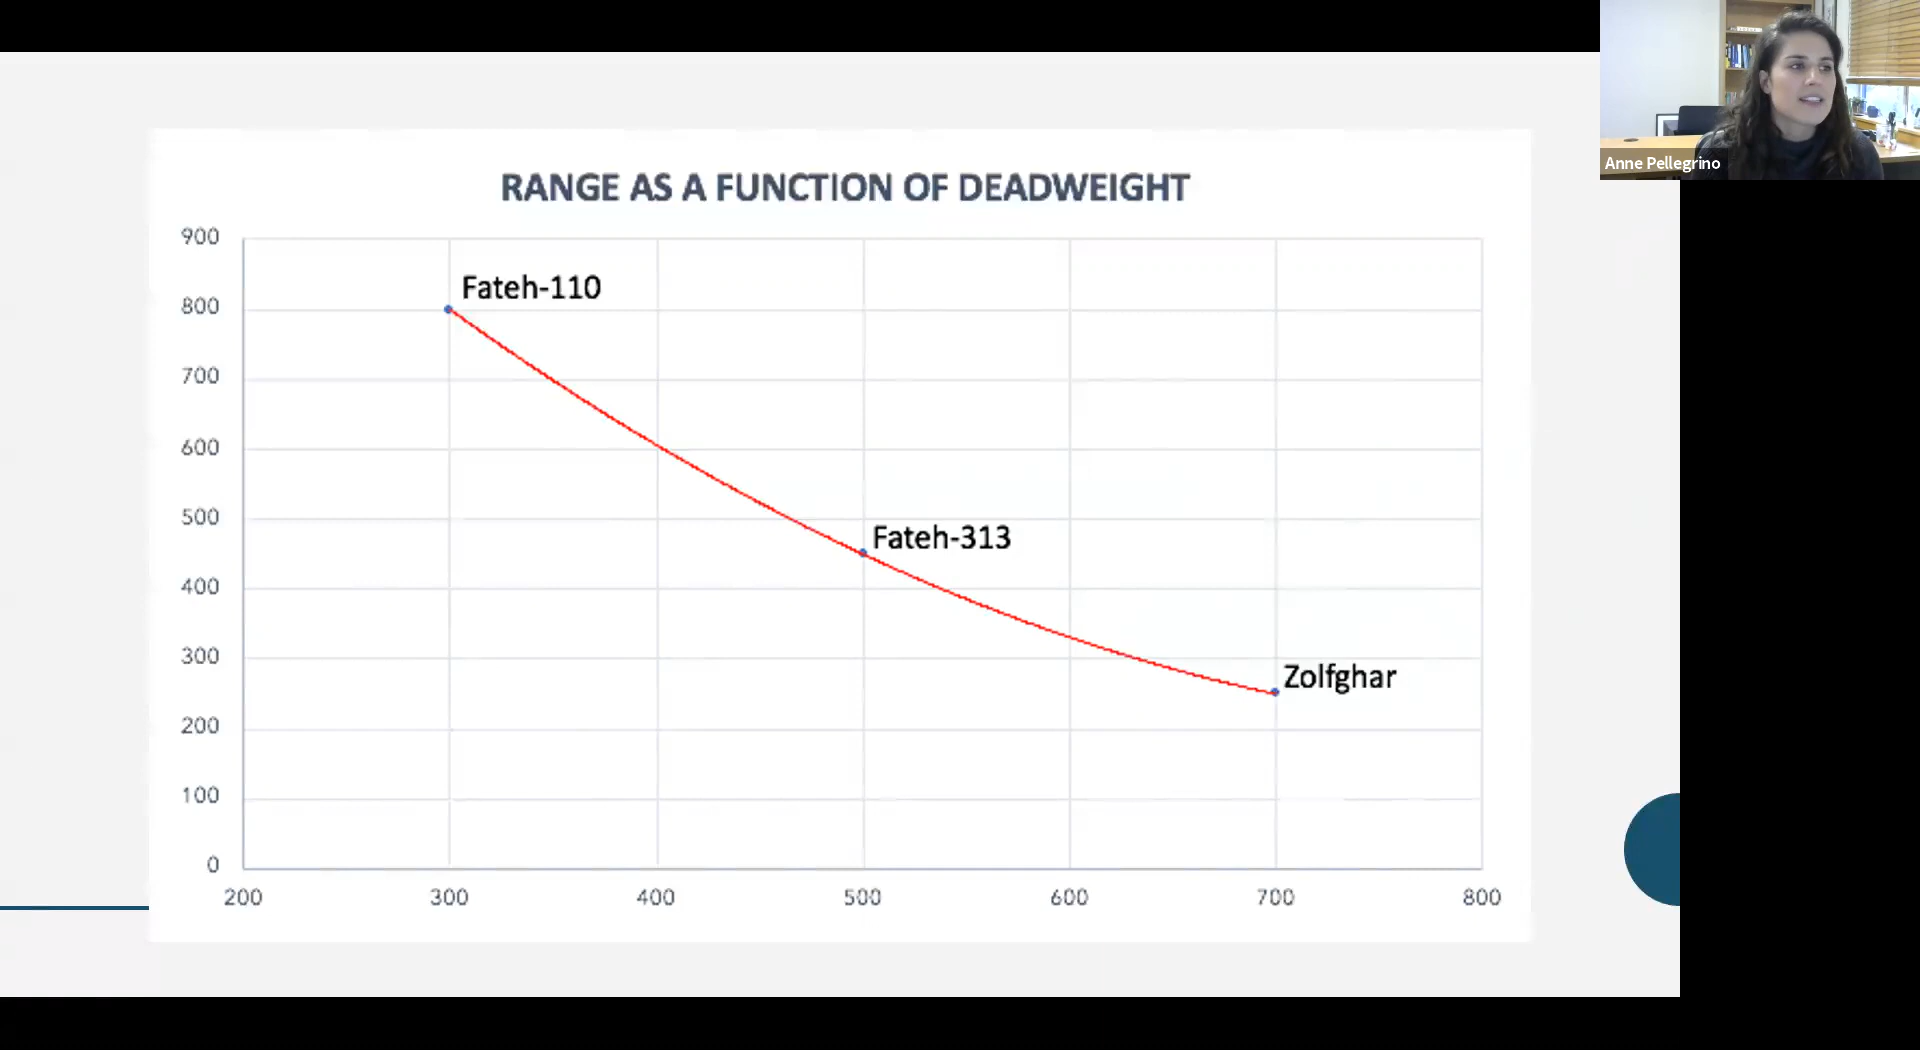 Anne Pellegrino
RANGE AS A FUNCTION OF DEADWEIGHT
900
800
700
600
500
400
300
200
100
0
Fateh-110
Fateh-313
Zolfghar
200 300 400 500 600 700 800